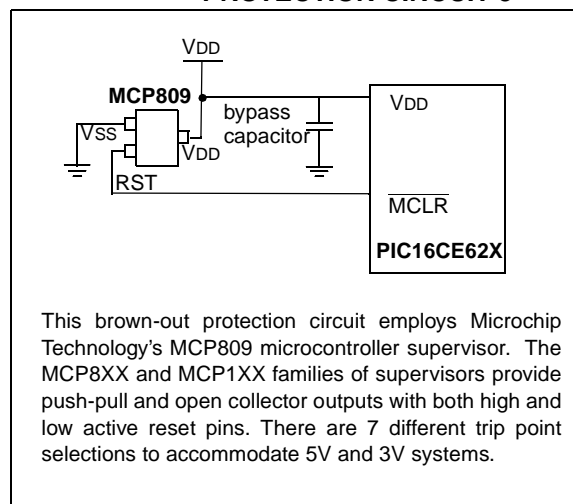 VDD
MCP809
bypass
capacitor
VDD
VSS
VDD
RST
MCLR
PIC16CE62X
This brown-out protection circuit employs Microchip
Technology's MCP809 microcontroller supervisor. The
MCP8XX and MCP1XX families of supervisors provide
push-pull and open collector outputs with both high and
low active reset pins. There are 7 different trip point
selections to accommodate 5V and 3V systems.